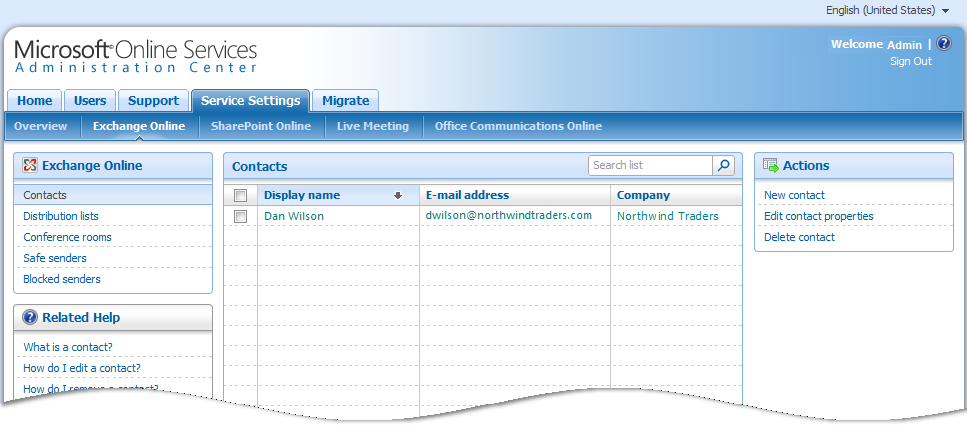 English (United States)
Microsoft® Online Services
Administration Center
Welcome Admin | ?
Sign Out
Home Users Support Service Settings Migrate
Overview Exchange Online SharePoint Online Live Meeting Office Communications Online
Exchange Online
Contacts
Distribution lists
Conference rooms
Safe senders
Blocked senders
? Related Help
What is a contact?
How do I edit a contact?
How do I remove a contact?
Contacts Search list
Display name E-mail address Company
Dan Wilson dwilson@northwindtraders.com Northwind Traders
Actions
New contact
Edit contact properties
Delete contact